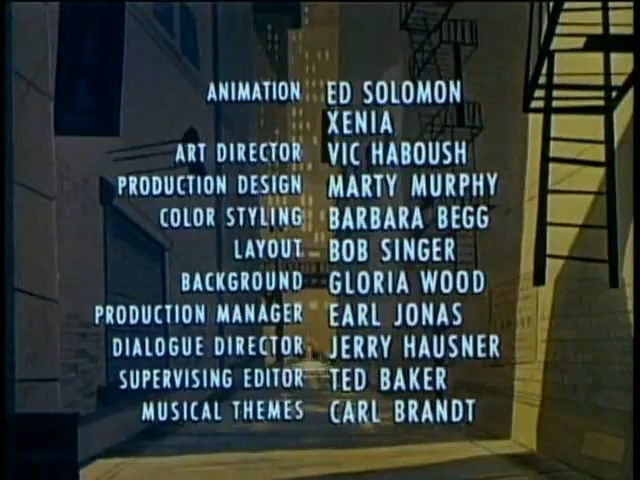 ANIMATION ED SOLOMON
XENIA
ART DIRECTOR VIC HABOUSH
PRODUCTION DESIGN MARTY MURPHY
COLOR STYLING BARBARA BEGG
LAYOUT BOB SINGER
BACKGROUND GLORIA WOOD
PRODUCTION MANAGER EARL JONAS
DIALOGUE DIRECTOR JERRY HAUSNER
SUPERVISING EDITOR TED BAKER
MUSICAL THEMES CARL BRANDT